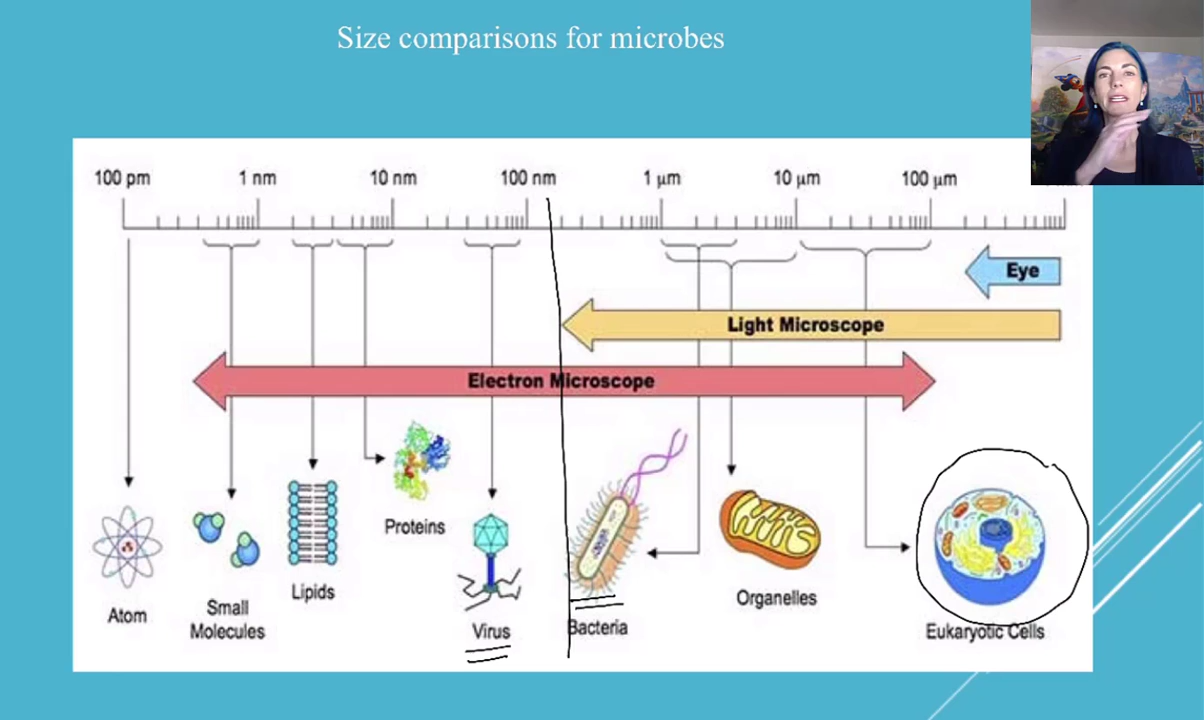 Size comparisons for microbes
100 pm 1 nm 10 nm 100 nm 1 µm 10 µm 100 µm
Eye
Light Microscope
Electron Microscope
Atom
Small
Molecules
Lipids
Proteins
Virus
Bacteria
Organelles
Eukaryotic Cells